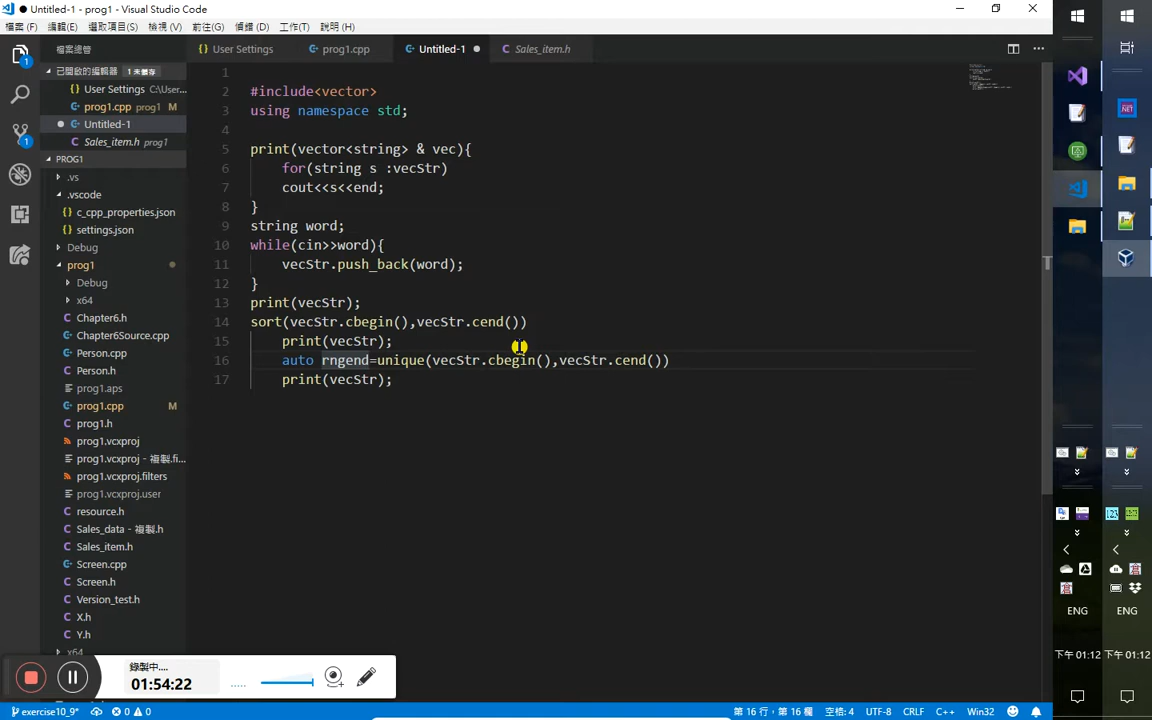 Untitled-1 - prog1 - Visual Studio Code
檔案 (F) 編輯(E) 選取項目(S) 檢視 (V) 前往(G) 偵錯 (D) 工作(T) 說明 (H)
檔案總管
User Settings prog1.cpp Untitled-1 Sales_item.h
已開啟的編輯器 1 未儲存
User Settings C:\User...
prog1.cpp prog1 M
Untitled-1
Sales_item.h prog1
PROG1
.vs
.vscode
c_cpp_properties.json
settings.json
Debug
prog1
Debug
x64
Chapter6.h
Chapter6Source.cpp
Person.cpp
Person.h
prog1.aps
prog1.cpp M
prog1.h
prog1.vcxproj
prog1.vcxproj - 複製.fi...
prog1.vcxproj.filters
prog1.vcxproj.user
resource.h
Sales_data - 複製.h
Sales_item.h
Screen.cpp
Screen.h
Version_test.h
X.h
Y.h
x64
1
2 #include<vector>
3 using namespace std;
4
5 print(vector<string> & vec){
6 for(string s :vecStr)
7 cout<<s<<end;
8 }
9 string word;
10 while(cin>>word){
11 vecStr.push_back(word);
12 }
13 print(vecStr);
14 sort(vecStr.cbegin(),vecStr.cend())
15 print(vecStr);
16 auto rngend=unique(vecStr.cbegin(),vecStr.cend())
17 print(vecStr);
錄製中....
01:54:22
exercise10_9* 0 0 第 16 行，第 16 欄 空格: 4 UTF-8 CRLF C++ Win32
.NET
ENG ENG
下午 01:12 下午 01:12